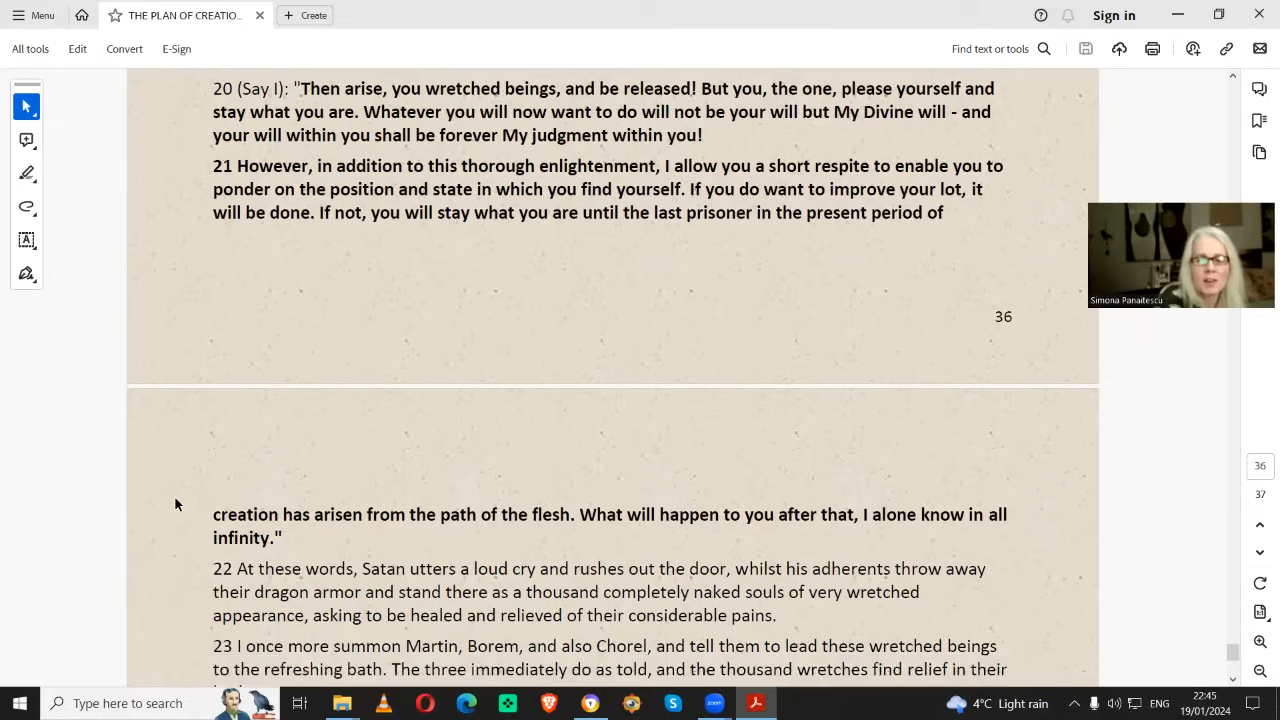 Menu
THE PLAN OF CREATIO...
Create
Sign in
All tools
Edit
Convert
E-Sign
Find text or tools
20 (Say I): "Then arise, you wretched beings, and be released! But you, the one, please yourself and
stay what you are. Whatever you will now want to do will not be your will but My Divine will - and
your will within you shall be forever My judgment within you!
21 However, in addition to this thorough enlightenment, I allow you a short respite to enable you to
ponder on the position and state in which you find yourself. If you do want to improve your lot, it
will be done. If not, you will stay what you are until the last prisoner in the present period of
Simona Panaitescu
36
creation has arisen from the path of the flesh. What will happen to you after that, I alone know in all
infinity."
22 At these words, Satan utters a loud cry and rushes out the door, whilst his adherents throw away
their dragon armor and stand there as a thousand completely naked souls of very wretched
appearance, asking to be healed and relieved of their considerable pains.
23 I once more summon Martin, Borem, and also Chorel, and tell them to lead these wretched beings
to the refreshing bath. The three immediately do as told, and the thousand wretches find relief in their
36
37
Type here to search
4°C Light rain
ENG
22:45
19/01/2024